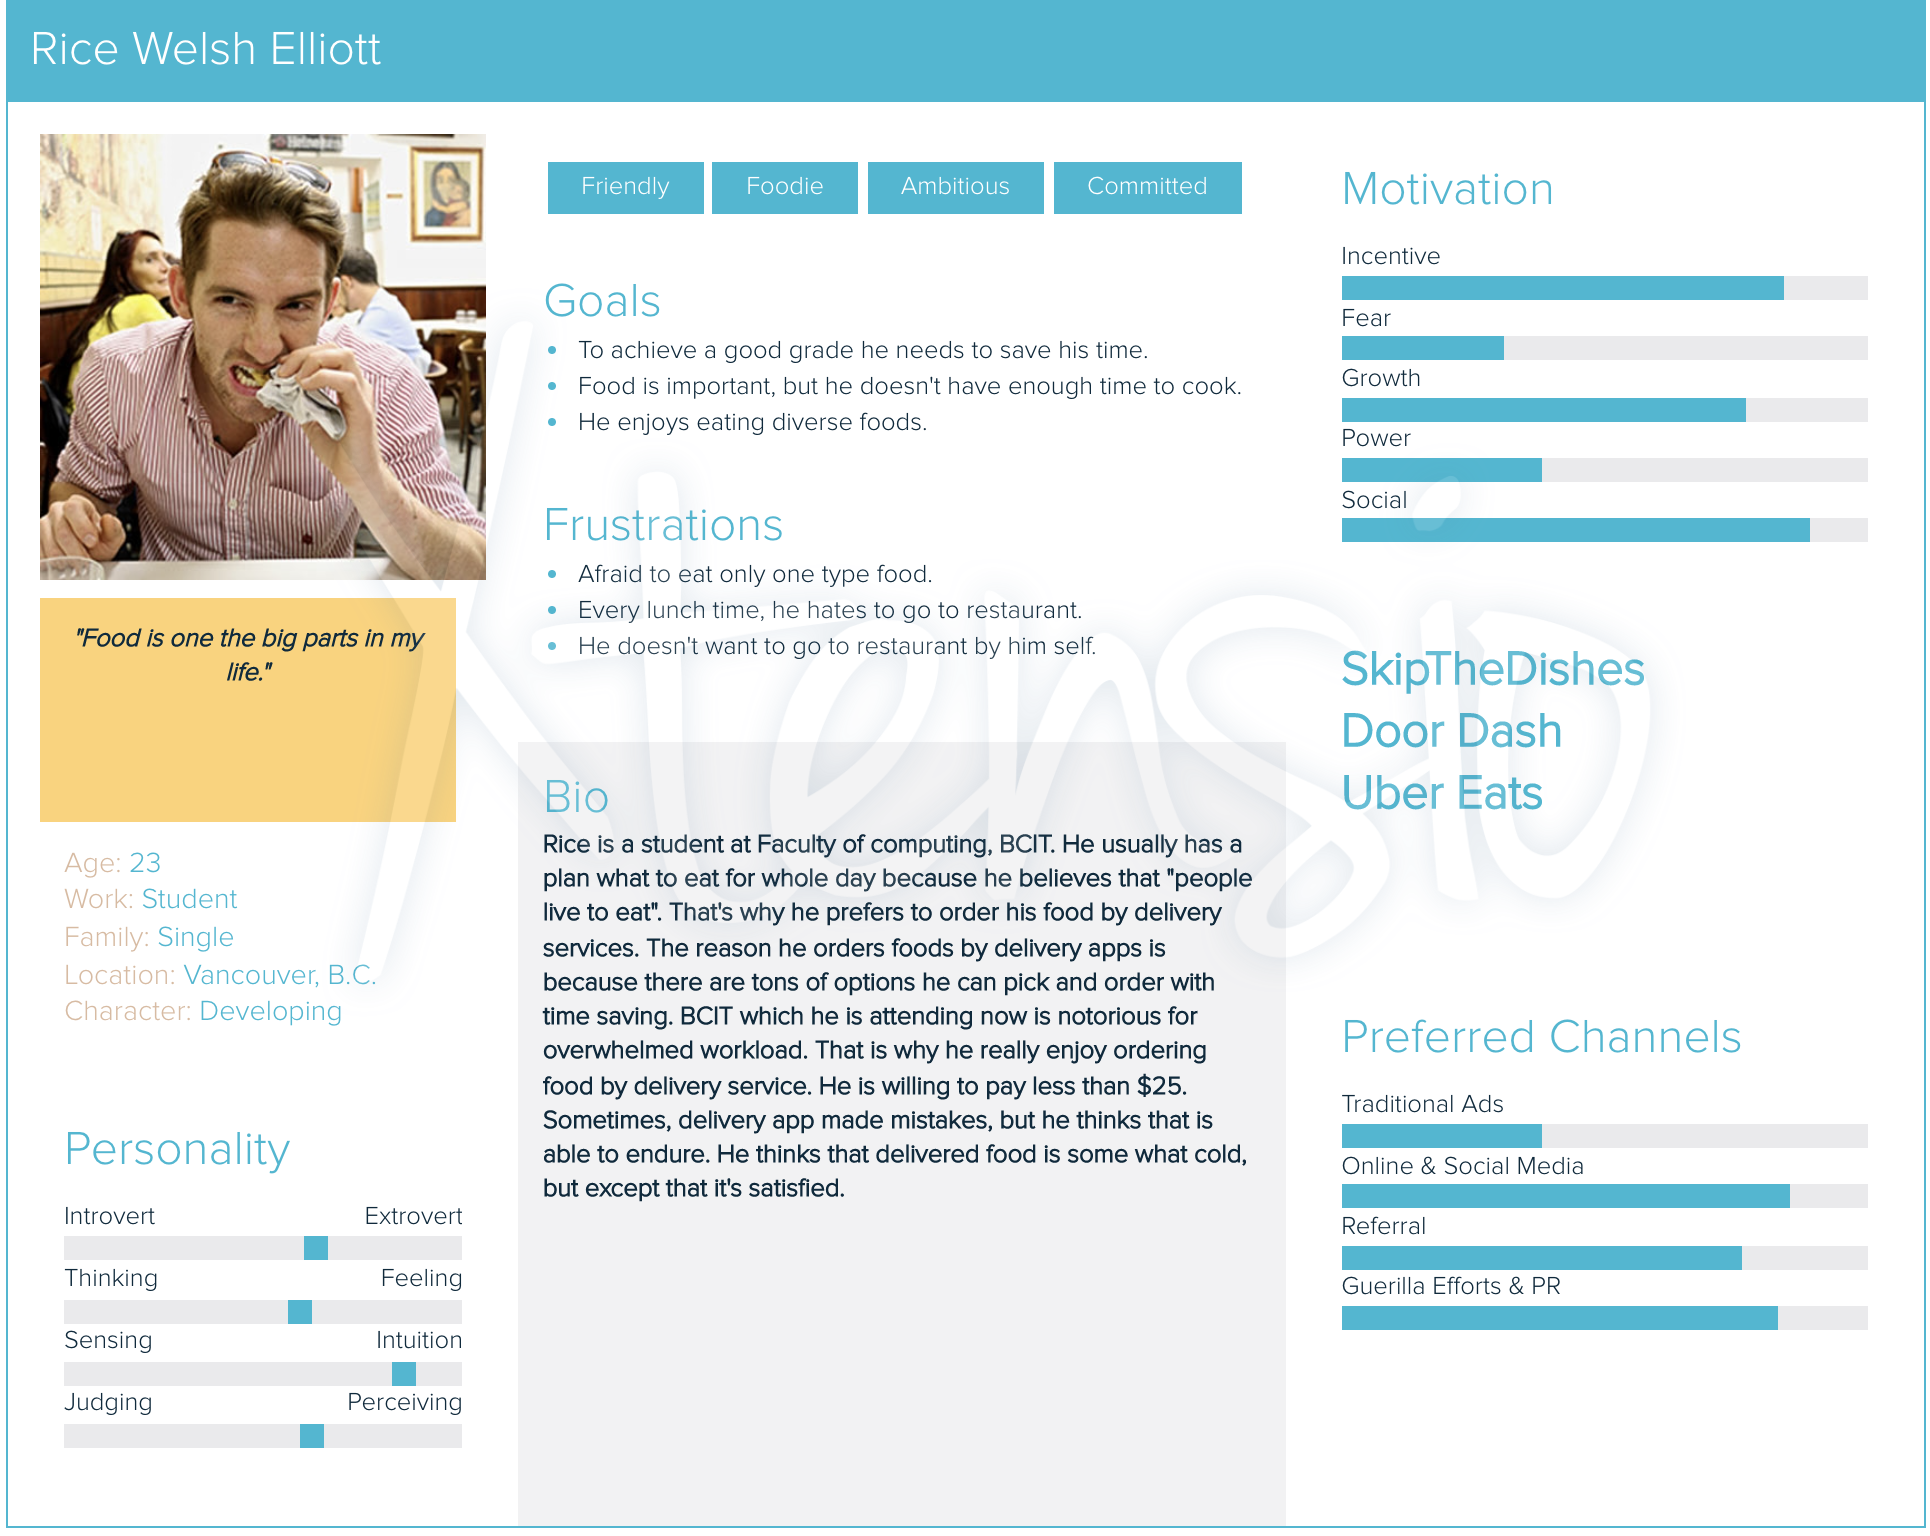 Rice Welsh Elliott
"Food is one the big parts in my
life."
Age: 23
Work: Student
Family: Single
Location: Vancouver, B.C.
Character: Developing
Personality
Introvert Extrovert
Thinking Feeling
Sensing Intuition
Judging Perceiving
Friendly Foodie Ambitious Committed
Goals
To achieve a good grade he needs to save his time.
Food is important, but he doesn't have enough time to cook.
He enjoys eating diverse foods.
Frustrations
Afraid to eat only one type food.
Every lunch time, he hates to go to restaurant.
He doesn't want to go to restaurant by him self.
Bio
Rice is a student at Faculty of computing, BCIT. He usually has a
plan what to eat for whole day because he believes that "people
live to eat". That's why he prefers to order his food by delivery
services. The reason he orders foods by delivery apps is
because there are tons of options he can pick and order with
time saving. BCIT which he is attending now is notorious for
overwhelmed workload. That is why he really enjoy ordering
food by delivery service. He is willing to pay less than $25.
Sometimes, delivery app made mistakes, but he thinks that is
able to endure. He thinks that delivered food is some what cold,
but except that it's satisfied.
Motivation
Incentive
Fear
Growth
Power
Social
SkipTheDishes
Door Dash
Uber Eats
Preferred Channels
Traditional Ads
Online & Social Media
Referral
Guerilla Efforts & PR
Xtensio